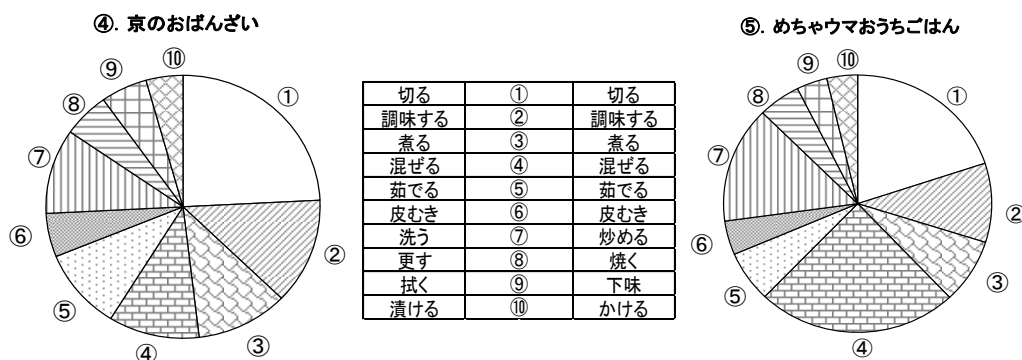 ④. 京のおばんざい
⑩
⑨
⑧
⑦
⑥
⑤
④
③
②
①
切る ① 切る
調味する ② 調味する
煮る ③ 煮る
混ぜる ④ 混ぜる
茹でる ⑤ 茹でる
皮むき ⑥ 皮むき
洗う ⑦ 炒める
更す ⑧ 焼く
拭く ⑨ 下味
漬ける ⑩ かける
⑤. めちゃウマおうちごはん
⑩
⑨
⑧
⑦
⑥
⑤
④
③
②
①